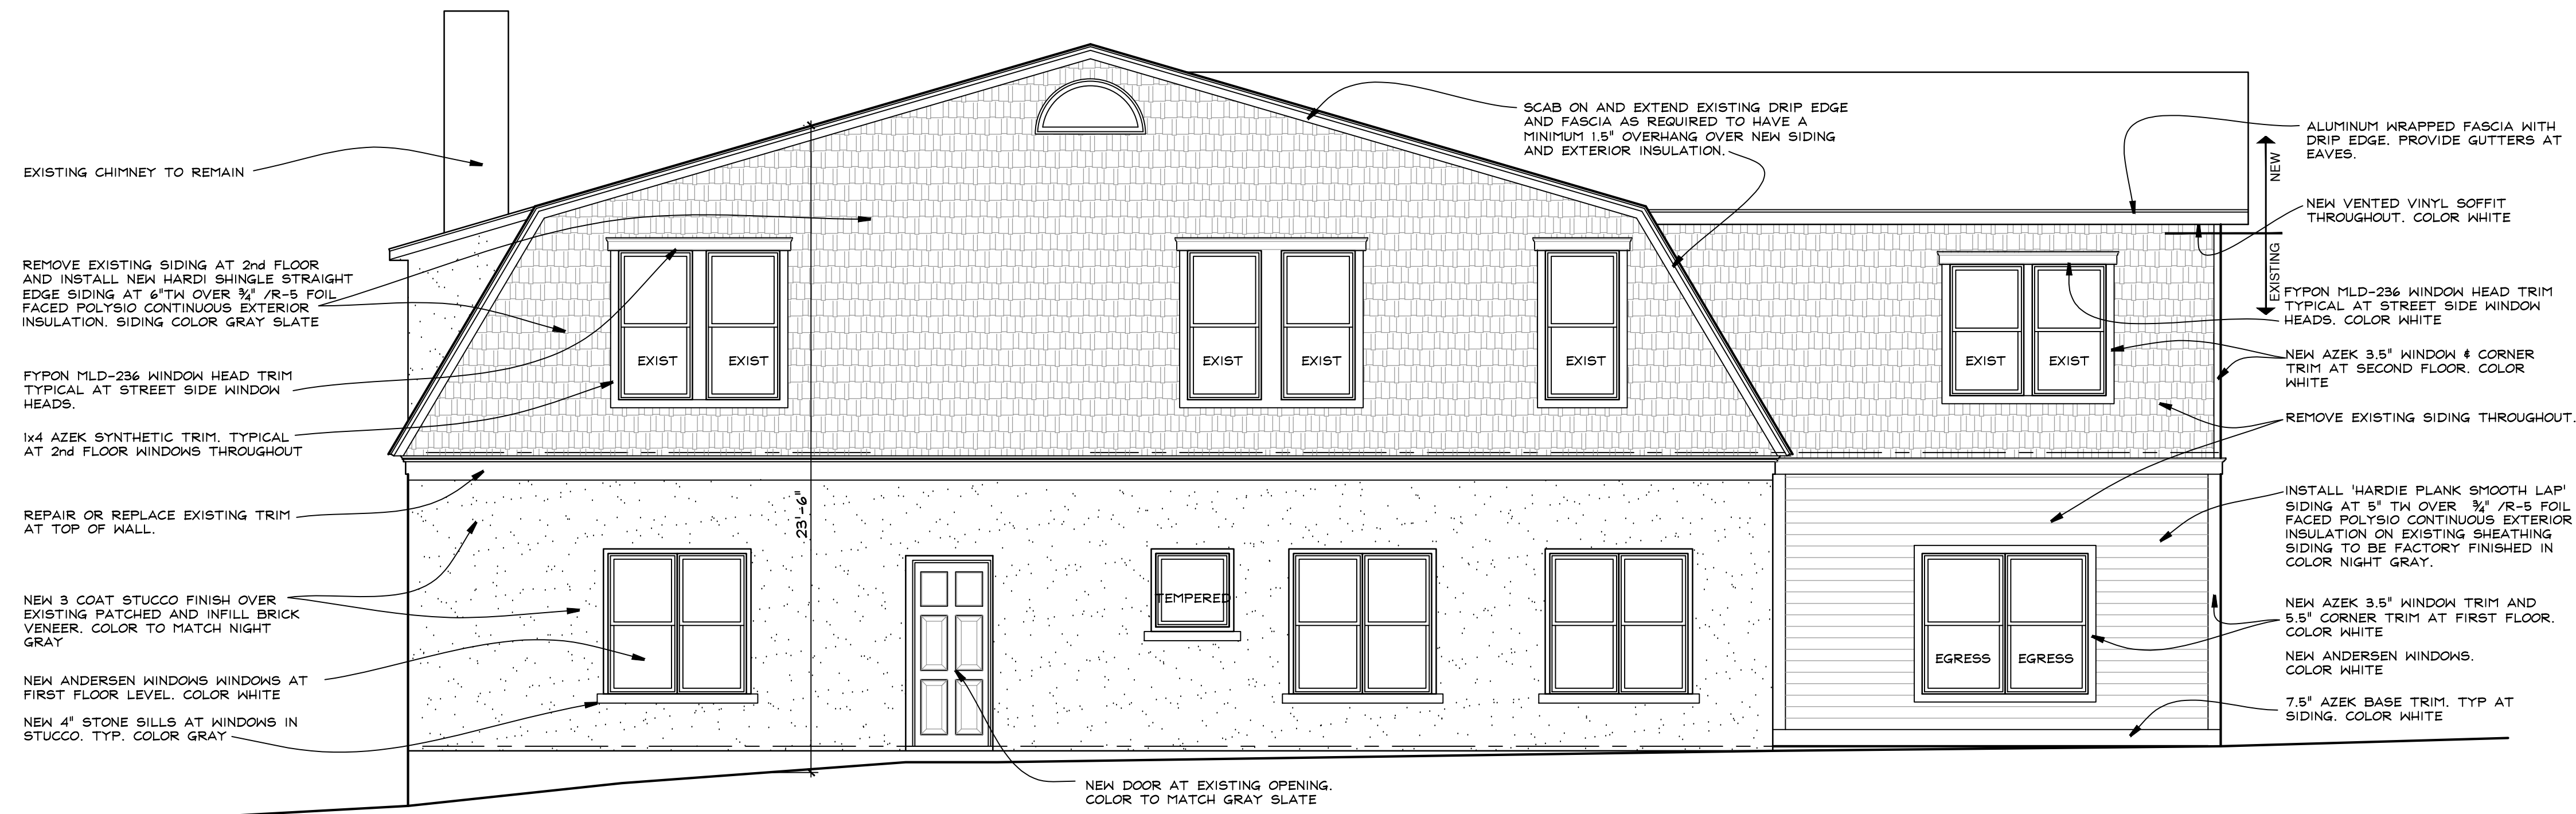 EXISTING CHIMNEY TO REMAIN
REMOVE EXISTING SIDING AT 2nd FLOOR
AND INSTALL NEW HARDI SHINGLE STRAIGHT
EDGE SIDING AT 6"TW OVER ¾" /R-5 FOIL
FACED POLYSIO CONTINUOUS EXTERIOR
INSULATION. SIDING COLOR GRAY SLATE
FYPON MLD-236 WINDOW HEAD TRIM
TYPICAL AT STREET SIDE WINDOW
HEADS.
1x4 AZEK SYNTHETIC TRIM. TYPICAL
AT 2nd FLOOR WINDOWS THROUGHOUT
REPAIR OR REPLACE EXISTING TRIM
AT TOP OF WALL.
NEW 3 COAT STUCCO FINISH OVER
EXISTING PATCHED AND INFILL BRICK
VENEER. COLOR TO MATCH NIGHT
GRAY
NEW ANDERSEN WINDOWS WINDOWS AT
FIRST FLOOR LEVEL. COLOR WHITE
NEW 4" STONE SILLS AT WINDOWS IN
STUCCO. TYP. COLOR GRAY
SCAB ON AND EXTEND EXISTING DRIP EDGE
AND FASCIA AS REQUIRED TO HAVE A
MINIMUM 1.5" OVERHANG OVER NEW SIDING
AND EXTERIOR INSULATION.
EXIST
EXIST
EXIST
EXIST
EXIST
EXIST
EXIST
23'-6"
TEMPERED
EGRESS
EGRESS
NEW DOOR AT EXISTING OPENING.
COLOR TO MATCH GRAY SLATE
NEW
EXISTING
ALUMINUM WRAPPED FASCIA WITH
DRIP EDGE. PROVIDE GUTTERS AT
EAVES.
NEW VENTED VINYL SOFFIT
THROUGHOUT. COLOR WHITE
FYPON MLD-236 WINDOW HEAD TRIM
TYPICAL AT STREET SIDE WINDOW
HEADS. COLOR WHITE
NEW AZEK 3.5" WINDOW & CORNER
TRIM AT SECOND FLOOR. COLOR
WHITE
REMOVE EXISTING SIDING THROUGHOUT.
INSTALL 'HARDIE PLANK SMOOTH LAP'
SIDING AT 5" TW OVER ¾" /R-5 FOIL
FACED POLYSIO CONTINUOUS EXTERIOR
INSULATION ON EXISTING SHEATHING
SIDING TO BE FACTORY FINISHED IN
COLOR NIGHT GRAY.
NEW AZEK 3.5" WINDOW TRIM AND
5.5" CORNER TRIM AT FIRST FLOOR.
COLOR WHITE
NEW ANDERSEN WINDOWS.
COLOR WHITE
7.5" AZEK BASE TRIM. TYP AT
SIDING. COLOR WHITE